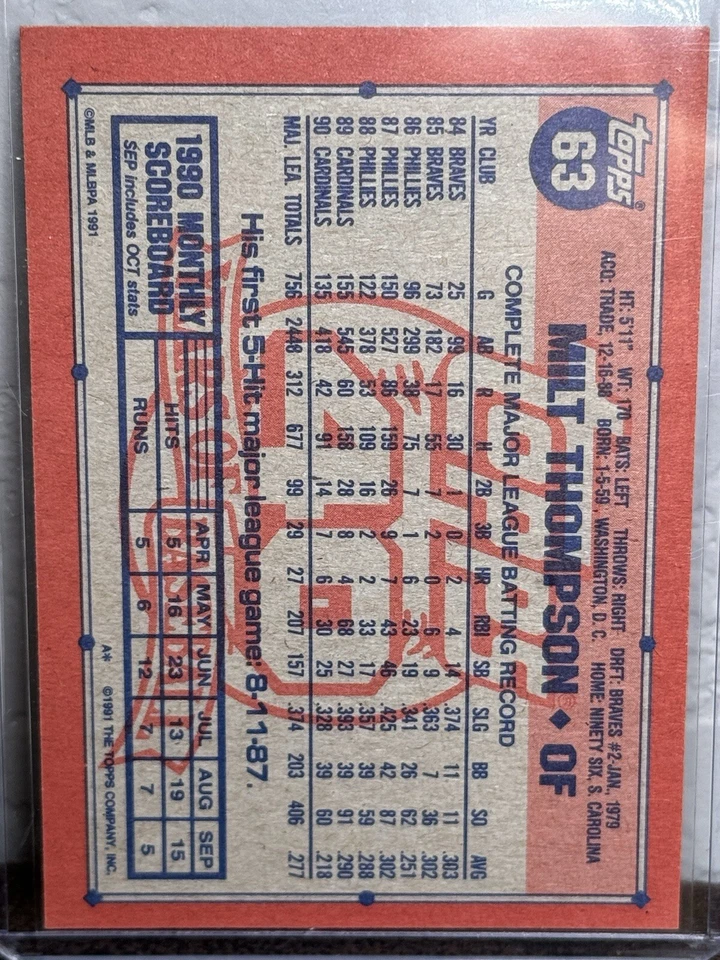 topps®
63
HT: 5'11" WT: 170 BATS: LEFT THROWS: RIGHT DRFT: BRAVES #2-JAN., 1979
ACQ: TRADE, 12-16-88 BORN: 1-5-59, WASHINGTON, D.C. HOME: NINETY SIX, S. CAROLINA
MILT THOMPSON ◆ OF
COMPLETE MAJOR LEAGUE BATTING RECORD
YR CLUB G AB R H 2B 3B HR RBI SB SLG BB SO AVG
84 BRAVES 25 99 16 30 1 0 2 4 14 .374 11 11 .303
85 BRAVES 73 182 17 55 7 2 0 6 9 .363 7 36 .302
86 PHILLIES 96 299 38 75 7 1 6 23 19 .341 26 62 .251
87 PHILLIES 150 527 86 159 26 9 7 43 46 .425 42 87 .302
88 PHILLIES 122 378 53 109 16 2 2 33 17 .357 39 59 .288
89 CARDINALS 155 545 60 158 28 8 4 68 27 .393 39 91 .290
90 CARDINALS 135 418 42 91 14 7 6 30 25 .328 39 60 .218
MAJ. LEA. TOTALS 756 2448 312 677 99 29 27 207 157 .374 203 406 .277
His first 5-Hit major league game: 8-11-87.
1990 MONTHLY
SCOREBOARD
SEP includes OCT stats
APR MAY JUN JUL AUG SEP
HITS 5 16 23 13 19 15
RUNS 5 6 12 7 7 5
©MLB & MLBPA 1991
A* ©1991 THE TOPPS COMPANY, INC.